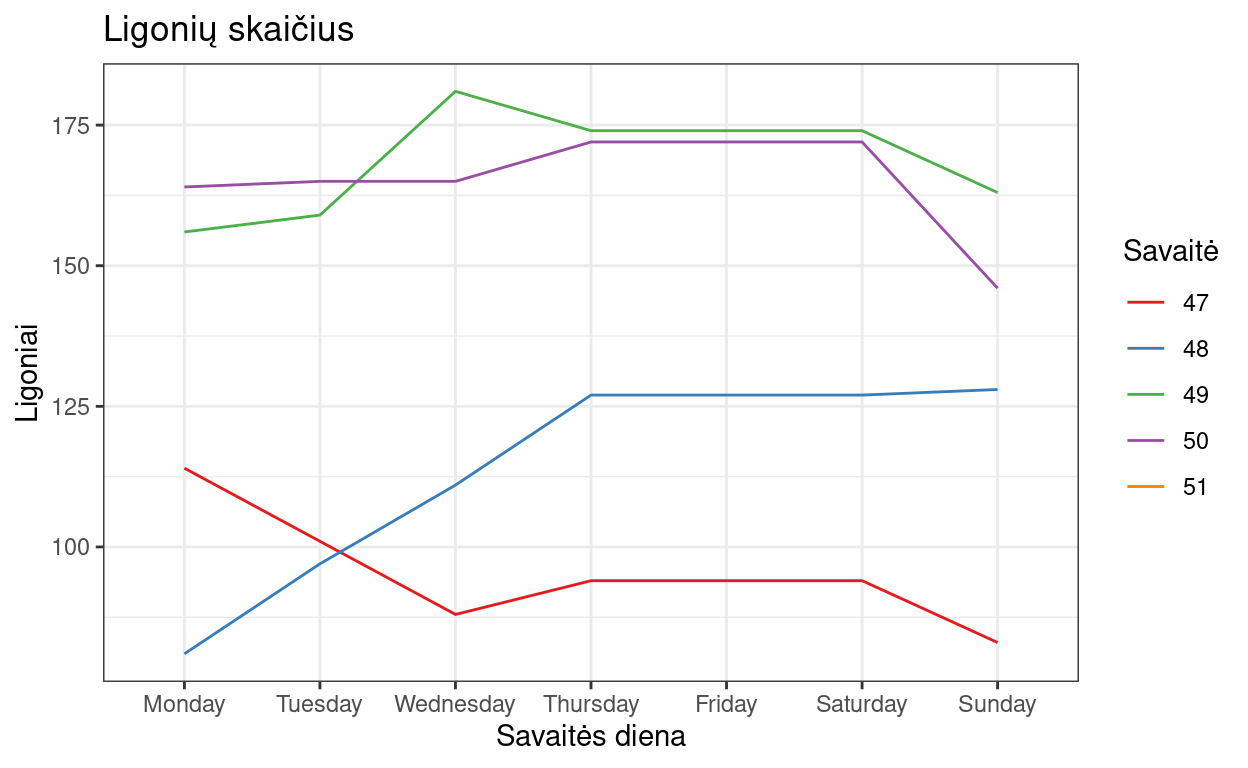 Ligonių skaičius
Ligoniai
175
150
125
100
Monday Tuesday Wednesday Thursday Friday Saturday Sunday
Savaitės diena
Savaitė
47
48
49
50
51